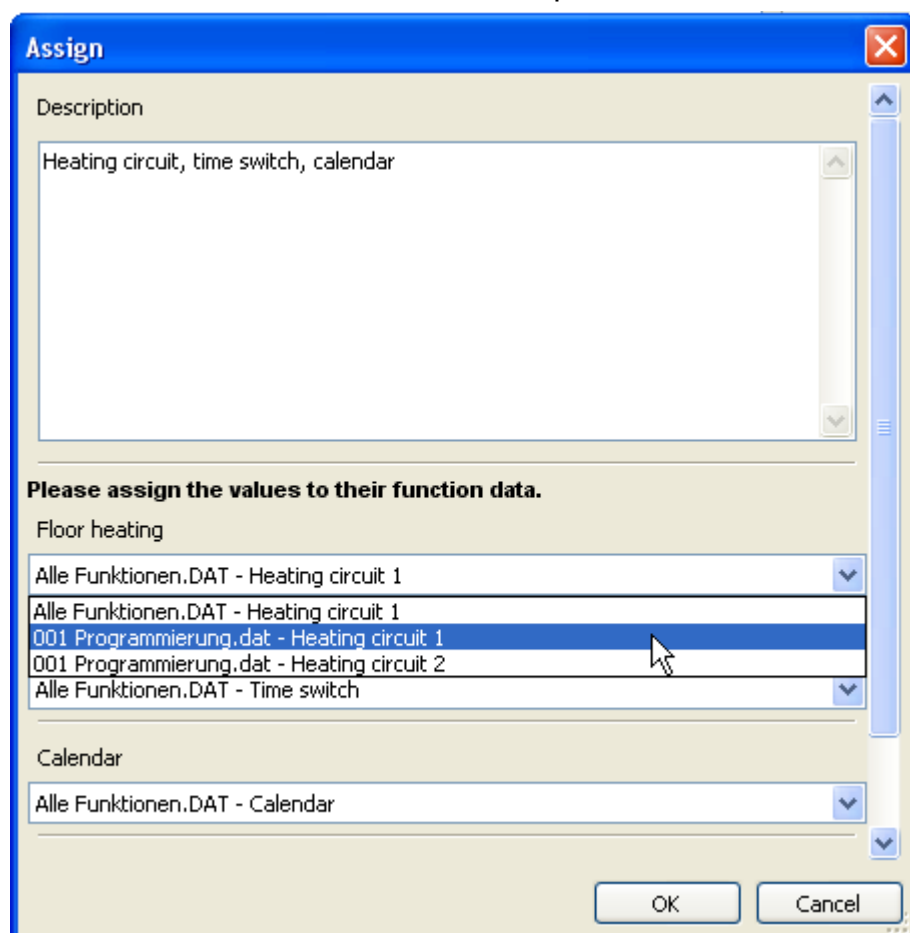 Assign
Description
Heating circuit, time switch, calendar
Please assign the values to their function data.
Floor heating
Alle Funktionen.DAT - Heating circuit 1
Alle Funktionen.DAT - Heating circuit 1
001 Programmierung.dat - Heating circuit 1
001 Programmierung.dat - Heating circuit 2
Alle Funktionen.DAT - Time switch
Calendar
Alle Funktionen.DAT - Calendar
OK Cancel